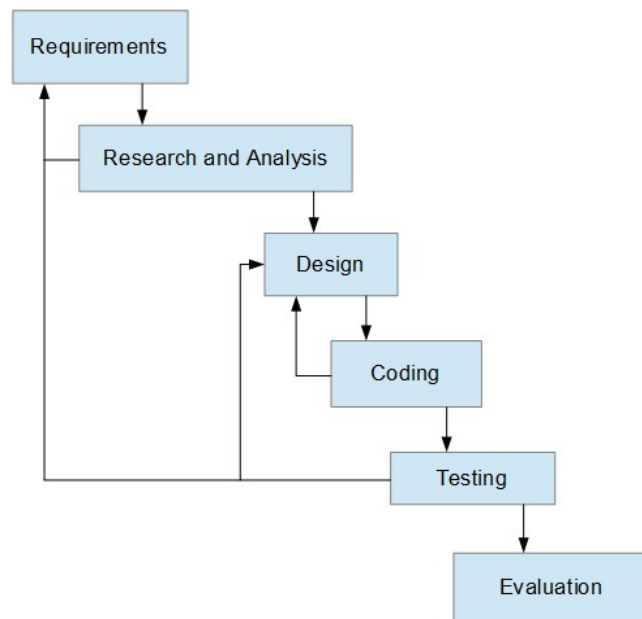 Requirements
Research and Analysis
Design
Coding
Testing
Evaluation